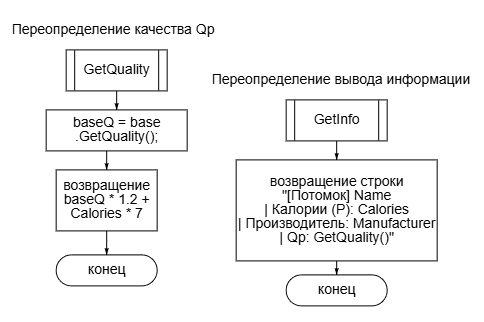 Переопределение качества Qp
GetQuality
baseQ = base
.GetQuality();
возвращение
baseQ * 1.2 +
Calories * 7
конец
Переопределение вывода информации
GetInfo
возвращение строки
"[Потомок] Name
| Калории (P): Calories
| Производитель: Manufacturer
| Qp: GetQuality()"
конец